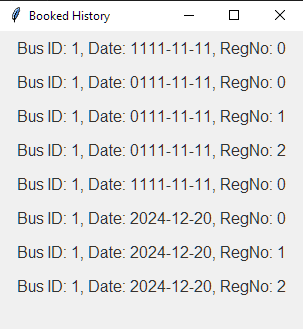 Booked History
Bus ID: 1, Date: 1111-11-11, RegNo: 0
Bus ID: 1, Date: 0111-11-11, RegNo: 0
Bus ID: 1, Date: 0111-11-11, RegNo: 1
Bus ID: 1, Date: 0111-11-11, RegNo: 2
Bus ID: 1, Date: 1111-11-11, RegNo: 0
Bus ID: 1, Date: 2024-12-20, RegNo: 0
Bus ID: 1, Date: 2024-12-20, RegNo: 1
Bus ID: 1, Date: 2024-12-20, RegNo: 2